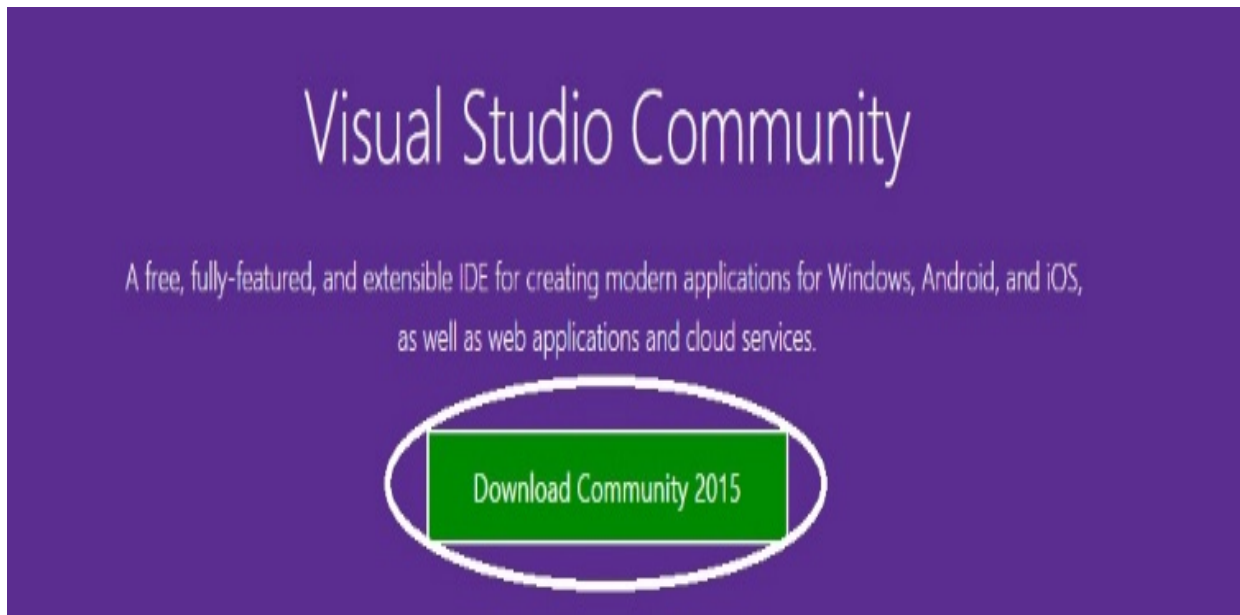 Visual Studio Community
A free, fully-featured, and extensible IDE for creating modern applications for Windows, Android, and iOS,
as well as web applications and cloud services.
Download Community 2015